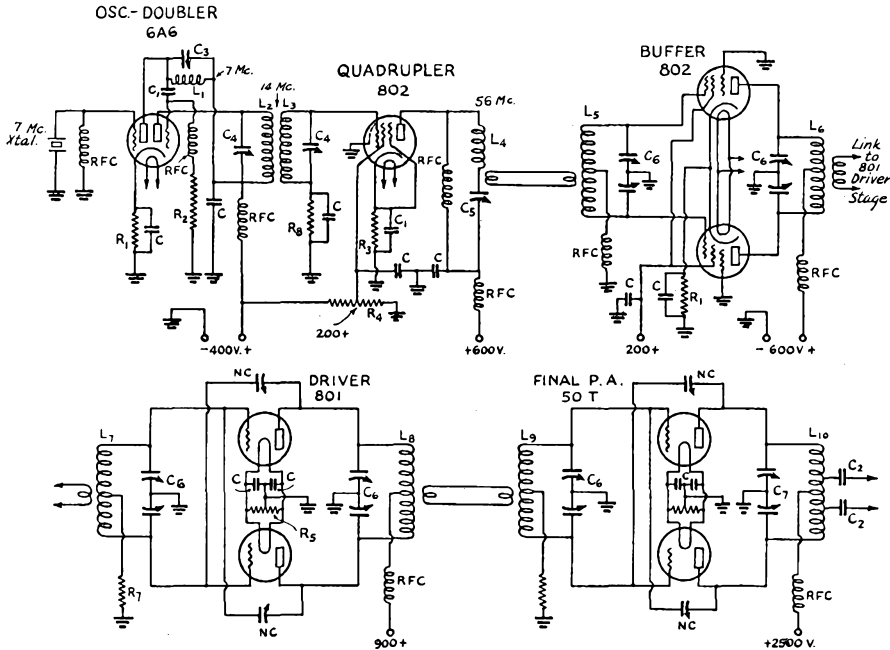 OSC.-DOUBLER
6A6
C3
7 Mc.
L1
C1
7 Mc.
Xtal.
RFC
RFC
R1
C
R2
C
14 Mc.
L2
L3
C4
C4
RFC
R8
C
QUADRUPLER
802
56 Mc.
L4
C5
R3
C1
C
C
RFC
R4
200+
-400V.+
+600V.
BUFFER
802
L5
C6
C6
L6
Link to
801
Driver
Stage
RFC
RFC
C
C
R1
200+
-600V+
DRIVER
801
NC
L7
C6
C
C
C6
L8
R5
R7
RFC
NC
900+
FINAL P.A.
50 T
NC
L9
C6
C
C7
L10
C2
C2
RFC
NC
+2500 V.